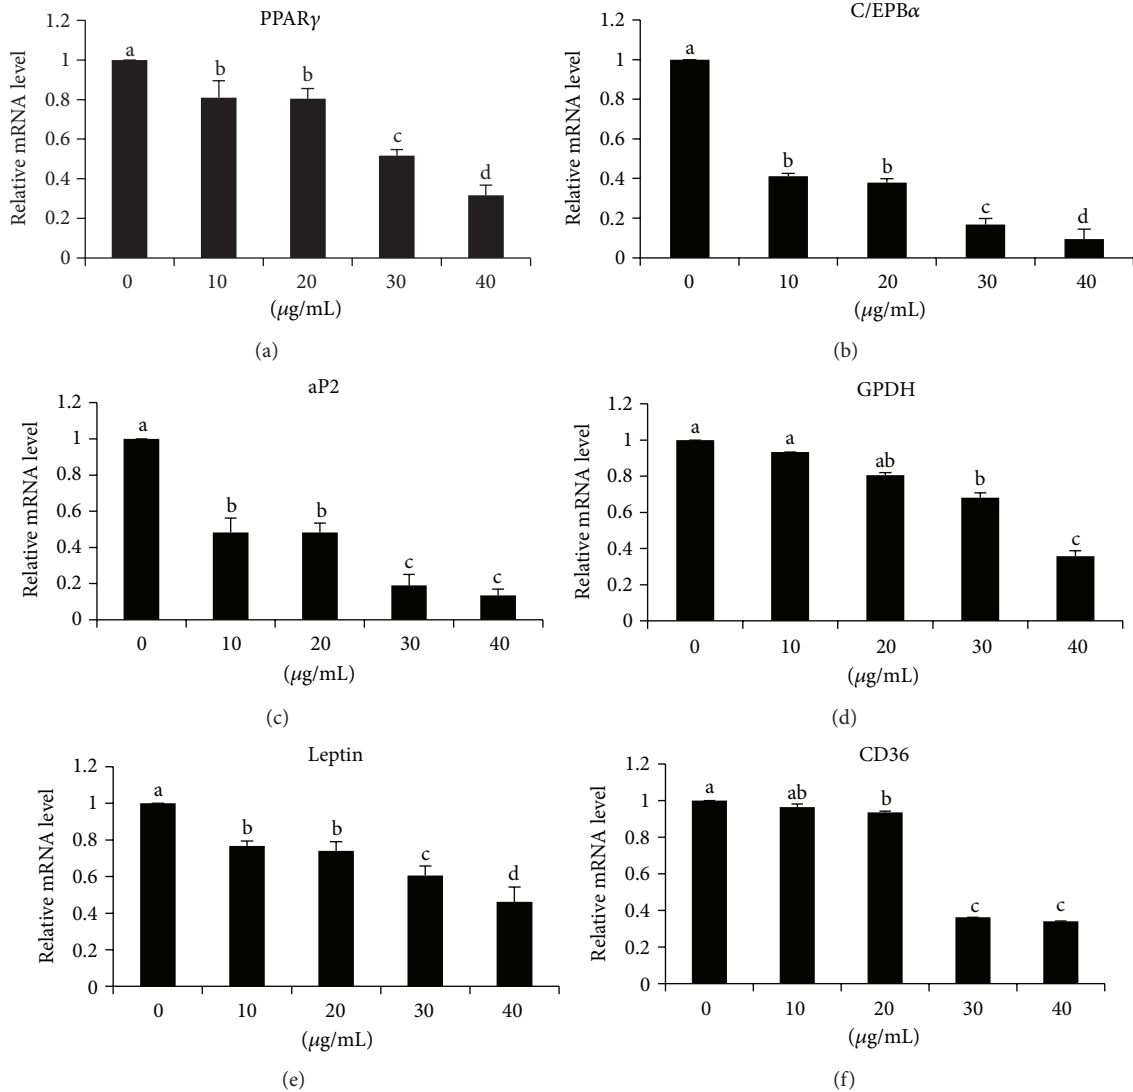 PPARγ
Relative mRNA level
1.2
1
0.8
0.6
0.4
0.2
0
a
b
b
c
d
0 10 20 30 40
(µg/mL)
(a)
C/EPBα
Relative mRNA level
1.2
1
0.8
0.6
0.4
0.2
0
a
b
b
c
d
0 10 20 30 40
(µg/mL)
(b)
aP2
Relative mRNA level
1.2
1
0.8
0.6
0.4
0.2
0
a
b
b
c
c
0 10 20 30 40
(µg/mL)
(c)
GPDH
Relative mRNA level
1.2
1
0.8
0.6
0.4
0.2
0
a
a
ab
b
c
0 10 20 30 40
(µg/mL)
(d)
Leptin
Relative mRNA level
1.2
1
0.8
0.6
0.4
0.2
0
a
b
b
c
d
0 10 20 30 40
(µg/mL)
(e)
CD36
Relative mRNA level
1.2
1
0.8
0.6
0.4
0.2
0
a
ab
b
c
c
0 10 20 30 40
(µg/mL)
(f)